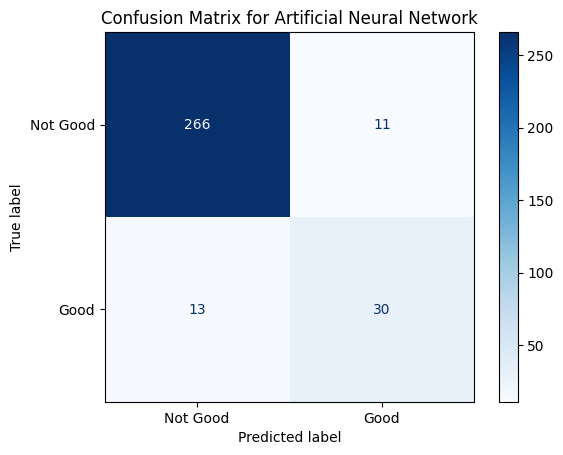 Confusion Matrix for Artificial Neural Network
True label
Not Good
266
11
Good
13
30
Not Good
Good
Predicted label
250
200
150
100
50